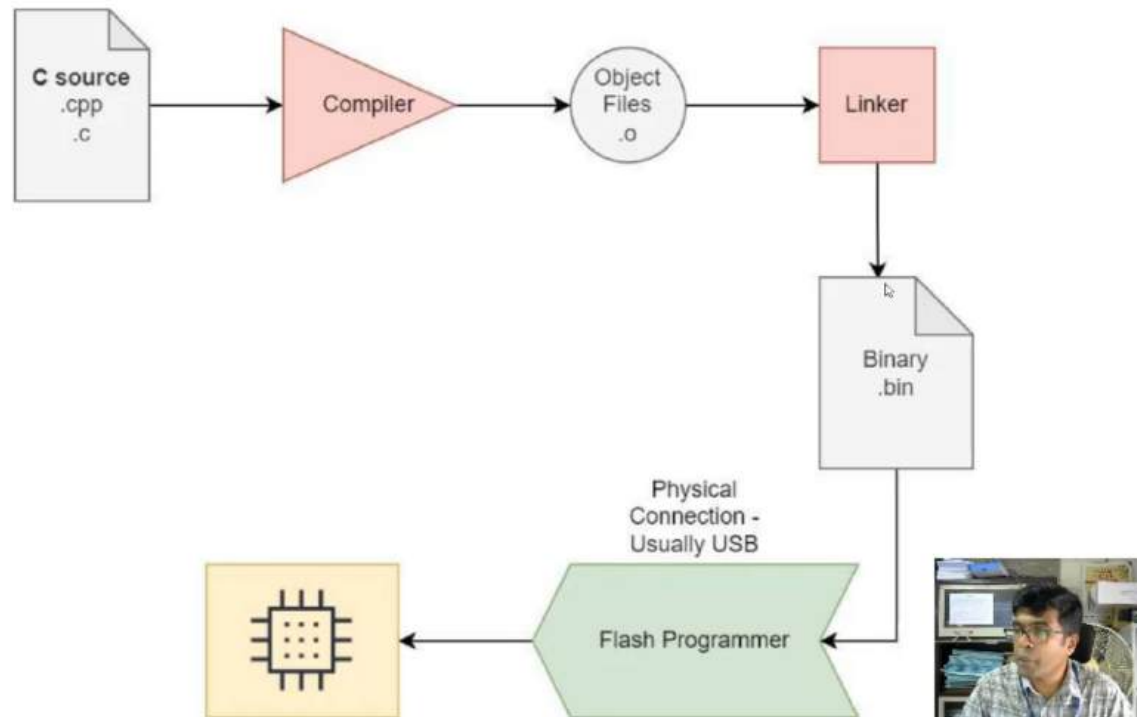 C source
.cpp
.c
Compiler
Object
Files
.o
Linker
Binary
.bin
Physical
Connection -
Usually USB
Flash Programmer